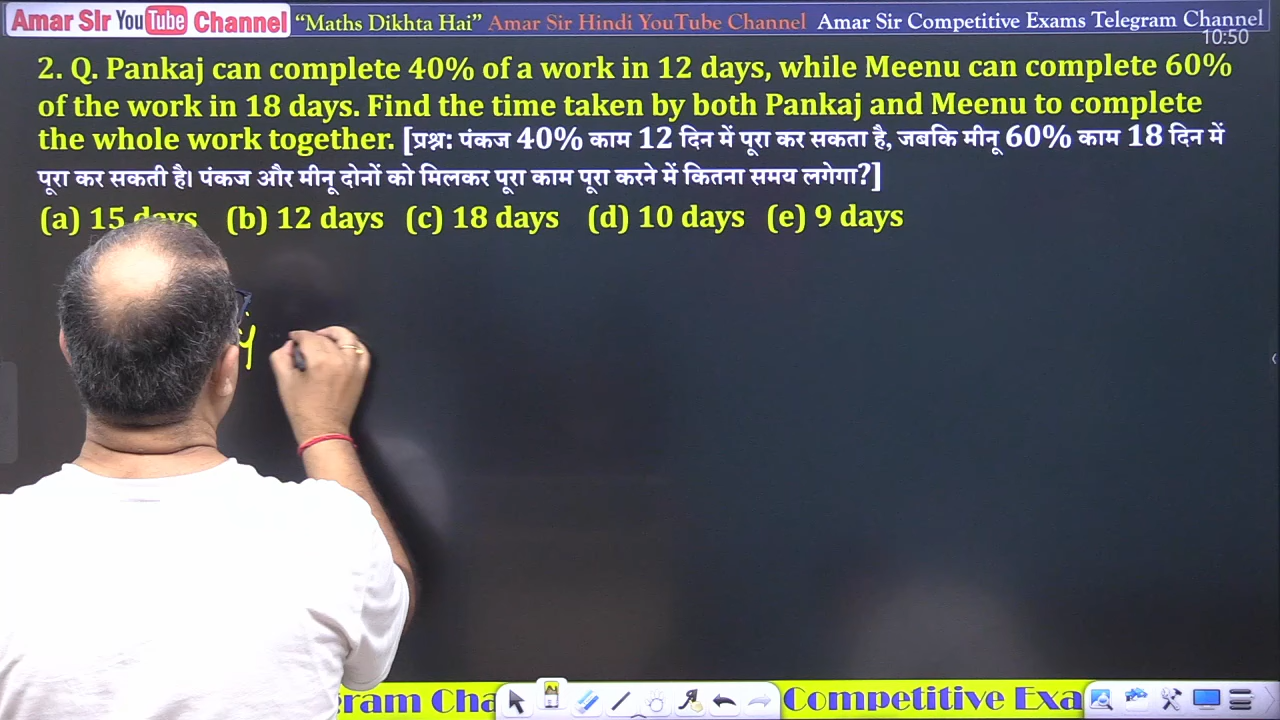 Amar SIr YouTube Channel "Maths Dikhta Hai" Amar Sir Hindi YouTube Channel Amar Sir Competitive Exams Telegram Channel
10:50
2. Q. Pankaj can complete 40% of a work in 12 days, while Meenu can complete 60%
of the work in 18 days. Find the time taken by both Pankaj and Meenu to complete
the whole work together. [प्रश्न: पंकज 40% काम 12 दिन में पूरा कर सकता है, जबकि मीनू 60% काम 18 दिन में
पूरा कर सकती है। पंकज और मीनू दोनों को मिलकर पूरा काम पूरा करने में कितना समय लगेगा?]
(a) 15 days (b) 12 days (c) 18 days (d) 10 days (e) 9 days
Competitive Exa